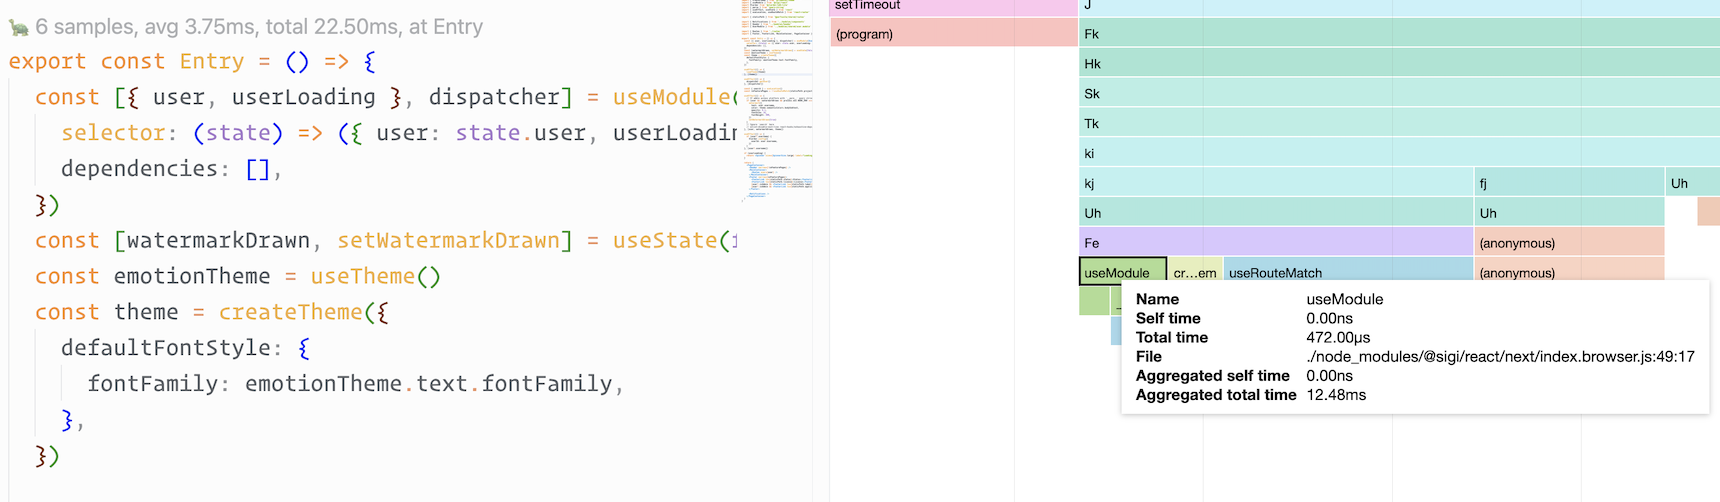 6 samples, avg 3.75ms, total 22.50ms, at Entry
export const Entry = () => {
const [{ user, userLoading }, dispatcher] = useModule(
selector: (state) => ({ user: state.user, userLoadin
dependencies: [],
})
const [watermarkDrawn, setWatermarkDrawn] = useState(
const emotionTheme = useTheme()
const theme = createTheme({
defaultFontStyle: {
fontFamily: emotionTheme.text.fontFamily,
},
})
setTimeout
J
(program)
Fk
Hk
Sk
Tk
ki
kj
fj
Uh
Uh
Uh
Fe
(anonymous)
useModule
cr...em
useRouteMatch
(anonymous)
Name useModule
Self time 0.00ns
Total time 472.00µs
File ./node_modules/@sigi/react/next/index.browser.js:49:17
Aggregated self time 0.00ns
Aggregated total time 12.48ms